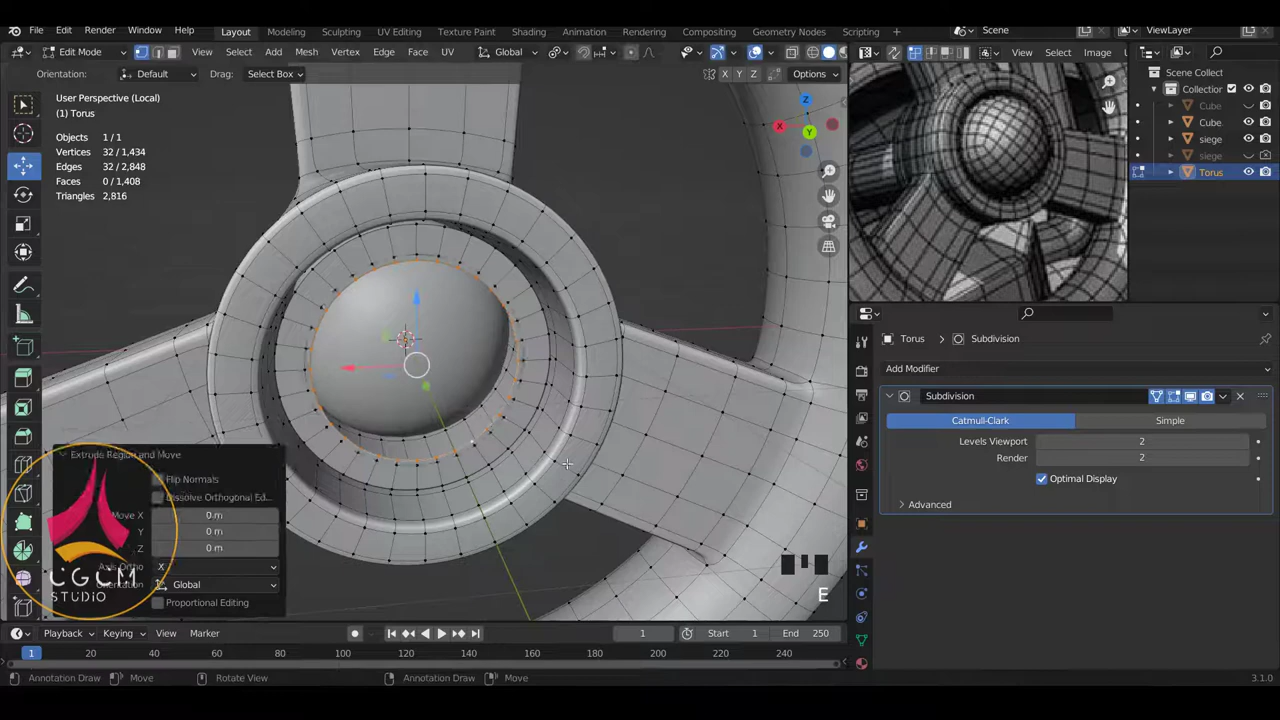 File Edit Render Window Help Layout Modeling Sculpting UV Editing Texture Paint Shading Animation Rendering Compositing Geometry Nodes Scripting + Scene ViewLayer
Edit Mode View Select Add Mesh Vertex Edge Face UV Global View Select Image
Orientation: Default Drag: Select Box X Y Z Options
User Perspective (Local)
(1) Torus
Objects 1/1
Vertices 32/1,434
Edges 32/2,848
Faces 0/1,408
Triangles 2,816
Z
X
Y
Scene Collect
Collection
Cube
Cube.
siege
siege
Torus
Torus Subdivision
Add Modifier
Subdivision
Catmull-Clark Simple
Levels Viewport 2
Render 2
Optimal Display
Advanced
Extrude Region and Move
Flip Normals
Dissolve Orthogonal Ed...
Move X 0 m
Y 0 m
Z 0 m
Axis Ortho X
Orientation Global
Proportional Editing
CGCM
STUDIO
E
Playback Keying View Marker 1 Start 1 End 250
1 20 40 60 80 100 120 140 160 180 200 220 240
Annotation Draw Move Rotate View Annotation Draw Move 3.1.0